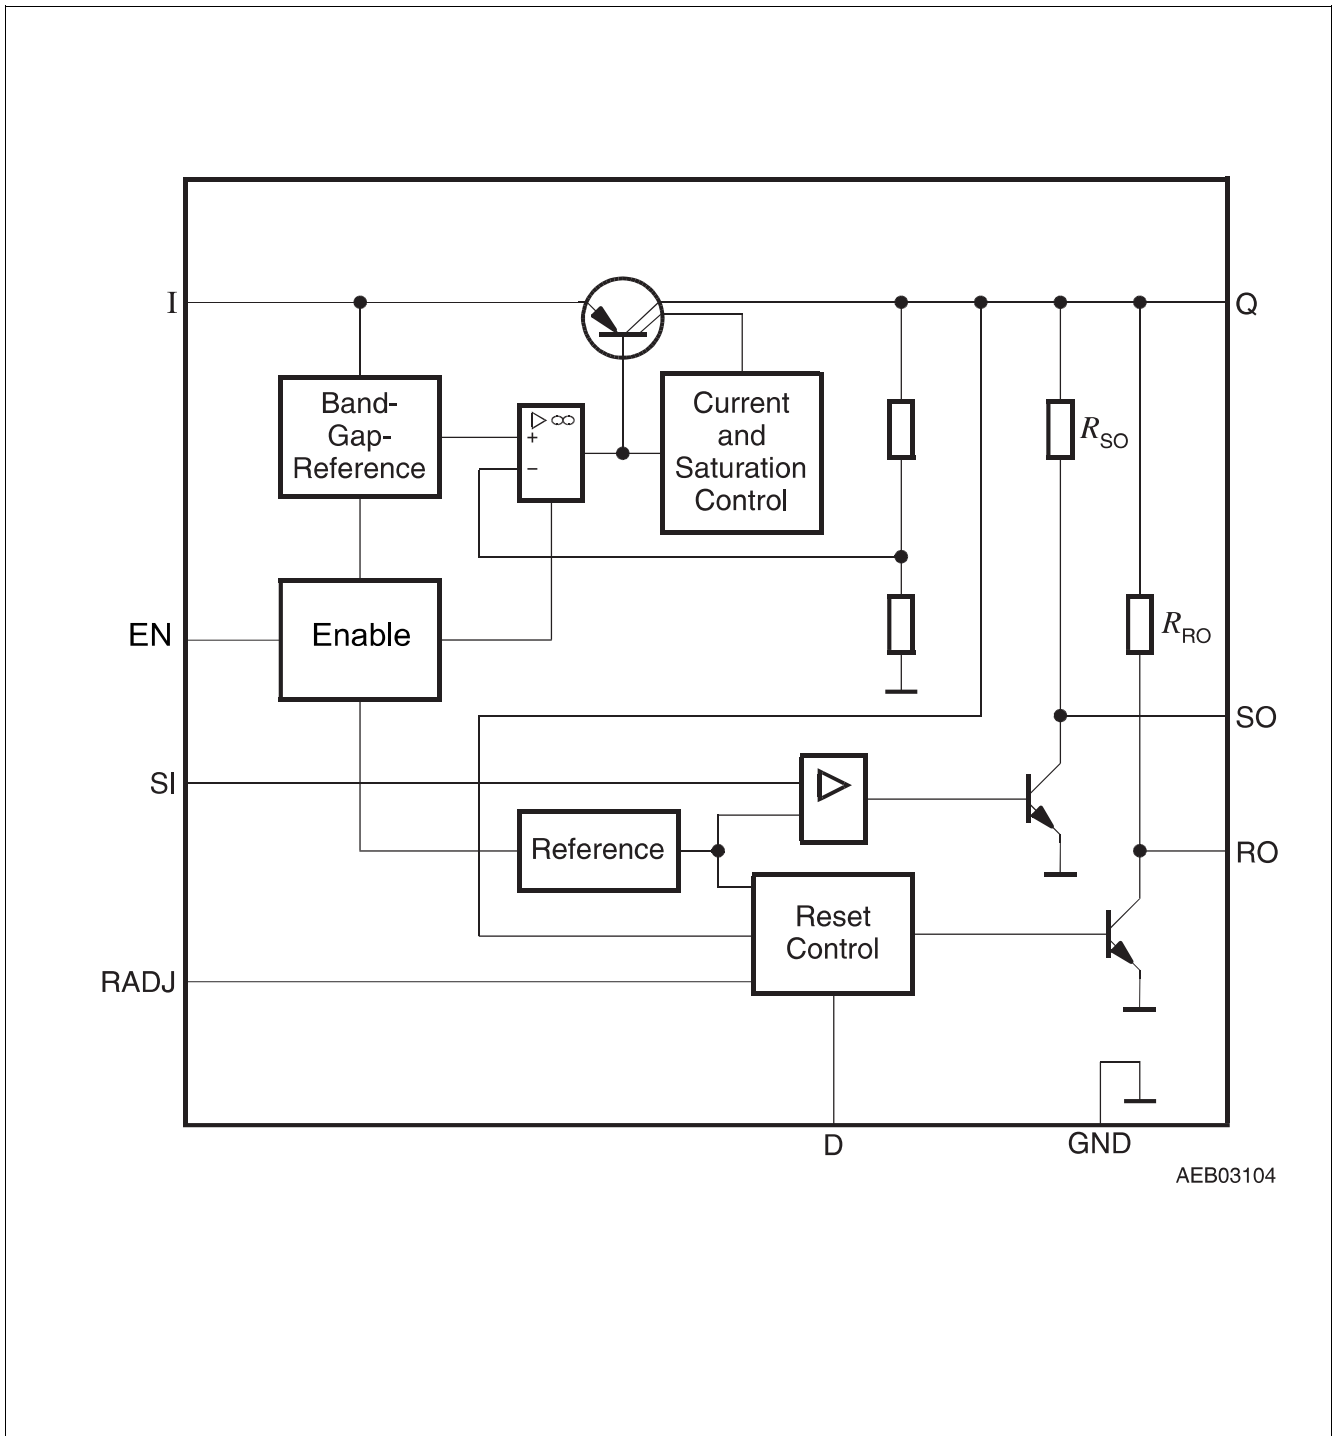 I
Q
Band-
Gap-
Reference
▷ ∞
+
−
Current
and
Saturation
Control
R_SO
EN
Enable
R_RO
SO
SI
Reference
RO
Reset
Control
RADJ
D
GND
AEB03104